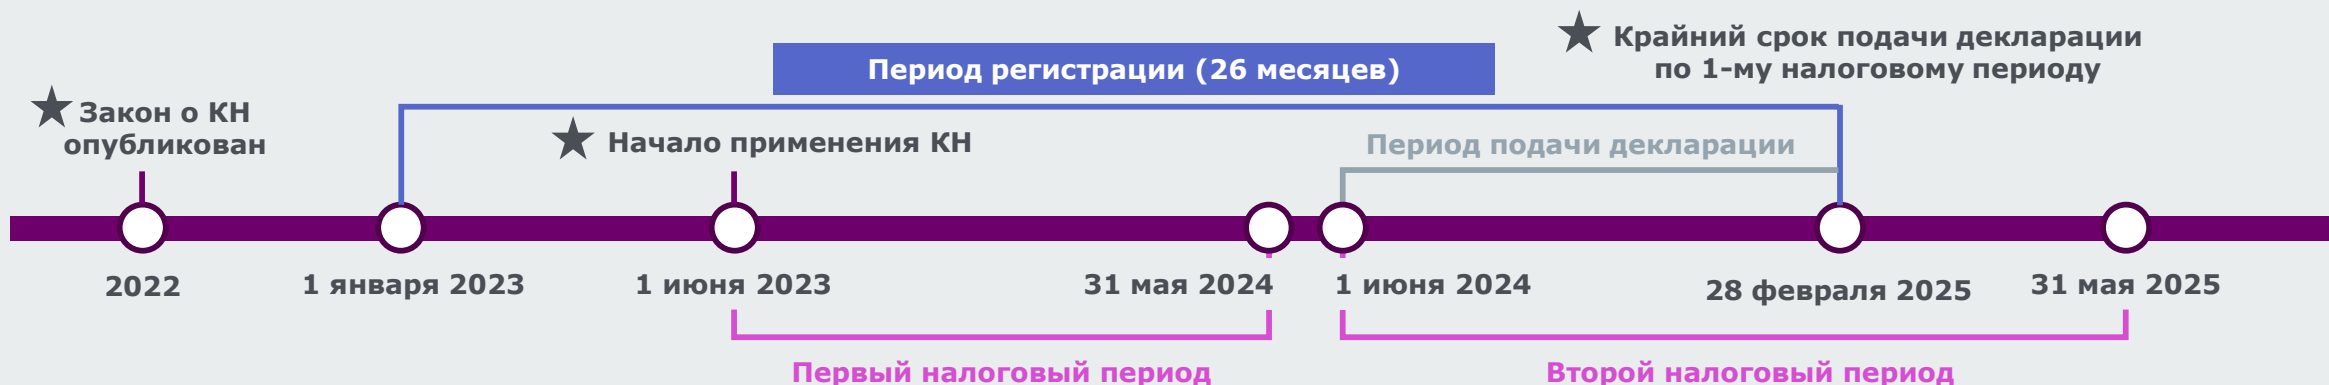 Крайний срок подачи декларации
по 1-му налоговому периоду
Период регистрации (26 месяцев)
Закон о КН
опубликован
Начало применения КН
Период подачи декларации
2022
1 января 2023
1 июня 2023
31 мая 2024
1 июня 2024
28 февраля 2025
31 мая 2025
Первый налоговый период
Второй налоговый период